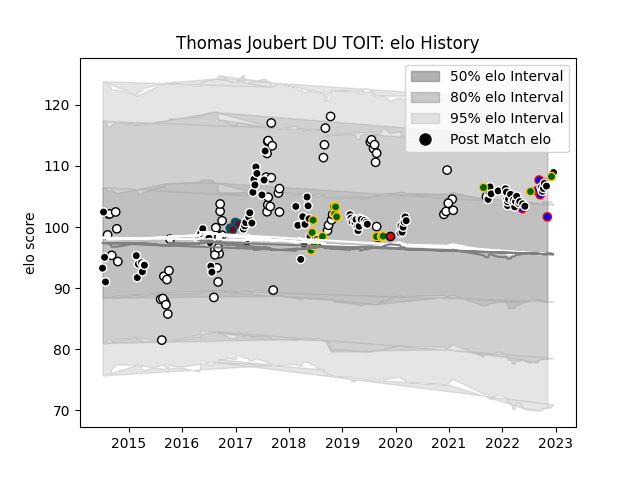 Thomas Joubert DU TOIT: elo History
50% elo Interval
80% elo Interval
95% elo Interval
Post Match elo
elo score
120
110
100
90
80
70
2015 2016 2017 2018 2019 2020 2021 2022 2023